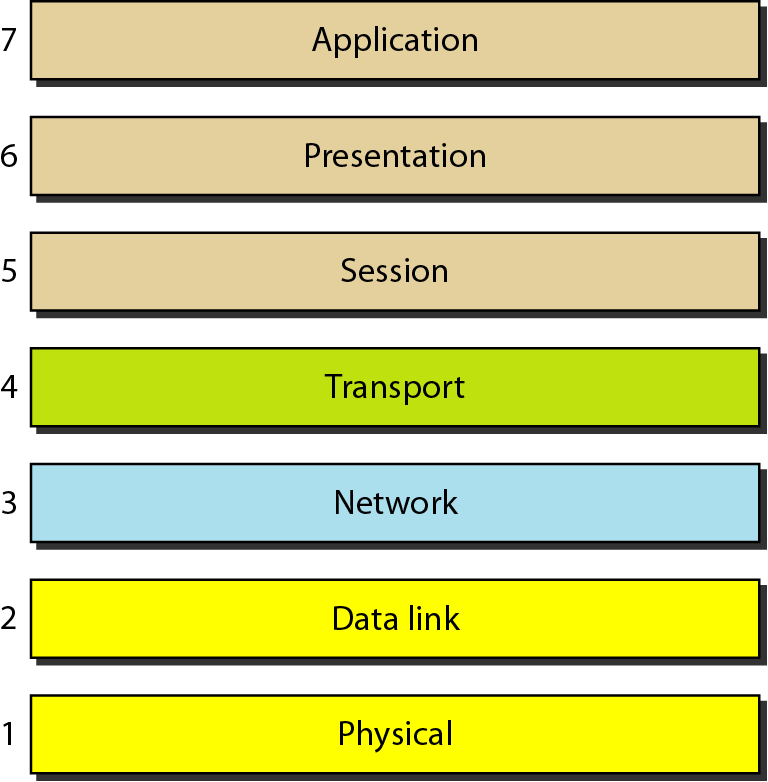 7 Application
6 Presentation
5 Session
4 Transport
3 Network
2 Data link
1 Physical